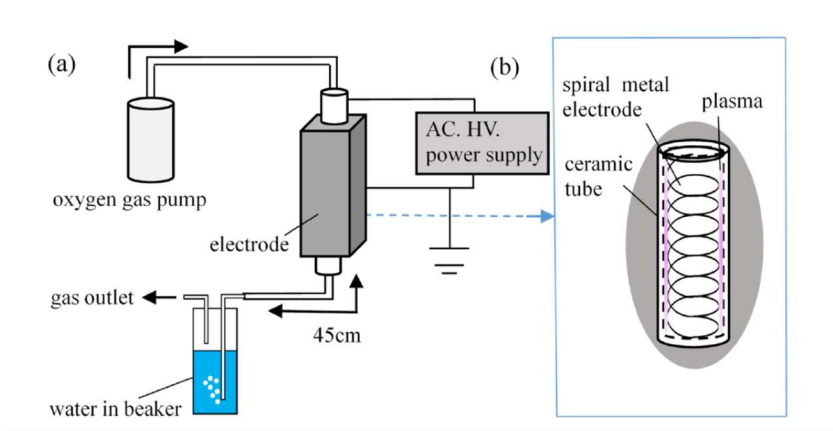 (a)
(b)
AC. HV.
power supply
oxygen gas pump
electrode
gas outlet
45cm
water in beaker
spiral metal
electrode
plasma
ceramic
tube